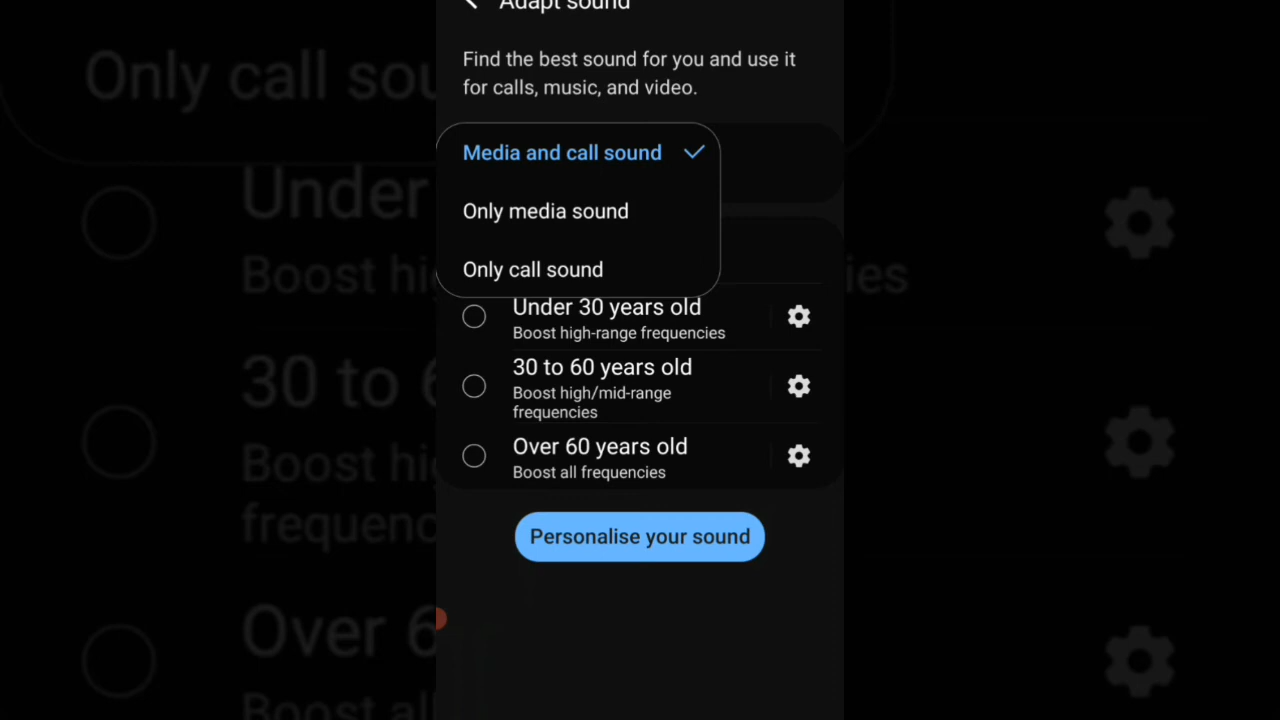 Adapt sound
Find the best sound for you and use it
for calls, music, and video.
Media and call sound
Only media sound
Only call sound
Under 30 years old
Boost high-range frequencies
30 to 60 years old
Boost high/mid-range
frequencies
Over 60 years old
Boost all frequencies
Personalise your sound